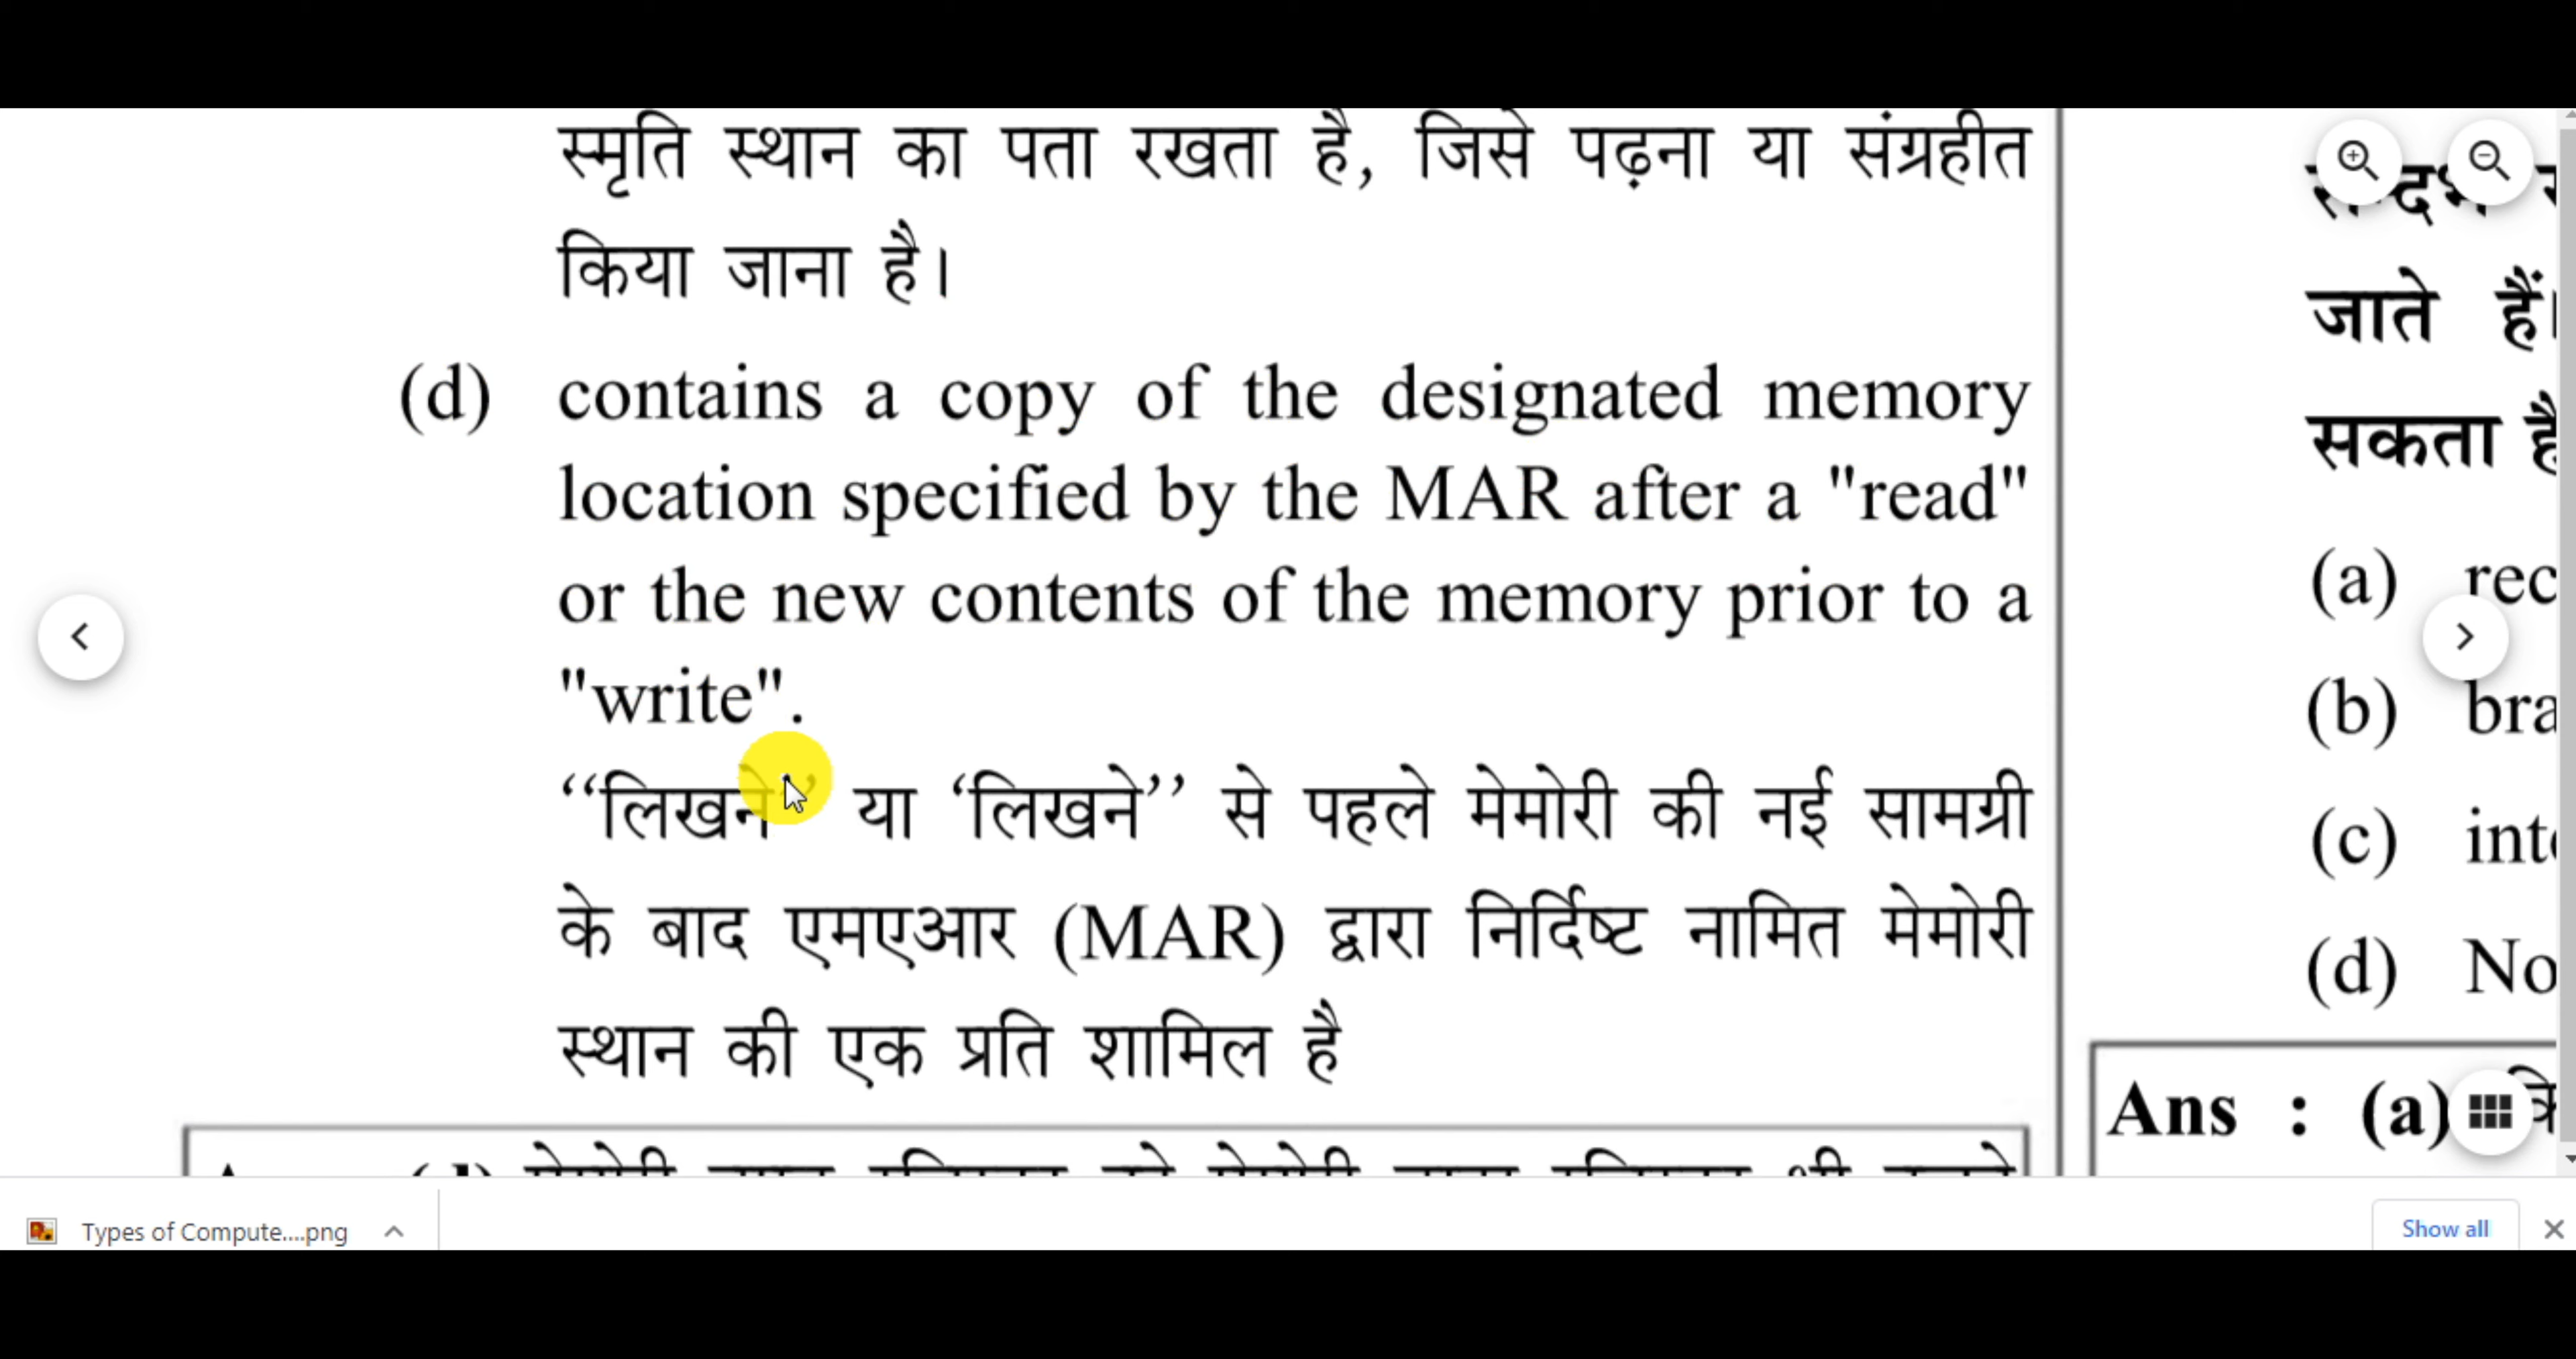 स्मृति स्थान का पता रखता है, जिसे पढ़ना या संग्रहीत
किया जाना है।
(d) contains a copy of the designated memory
location specified by the MAR after a "read"
or the new contents of the memory prior to a
"write".
‘‘लिखने’’ या ‘लिखने’’ से पहले मेमोरी की नई सामग्री
के बाद एमएआर (MAR) द्वारा निर्दिष्ट नामित मेमोरी
स्थान की एक प्रति शामिल है
जाते हैं।
सकता है
(a) rec
(b) bra
(c) int
(d) No
Ans : (a)
Types of Compute....png
Show all